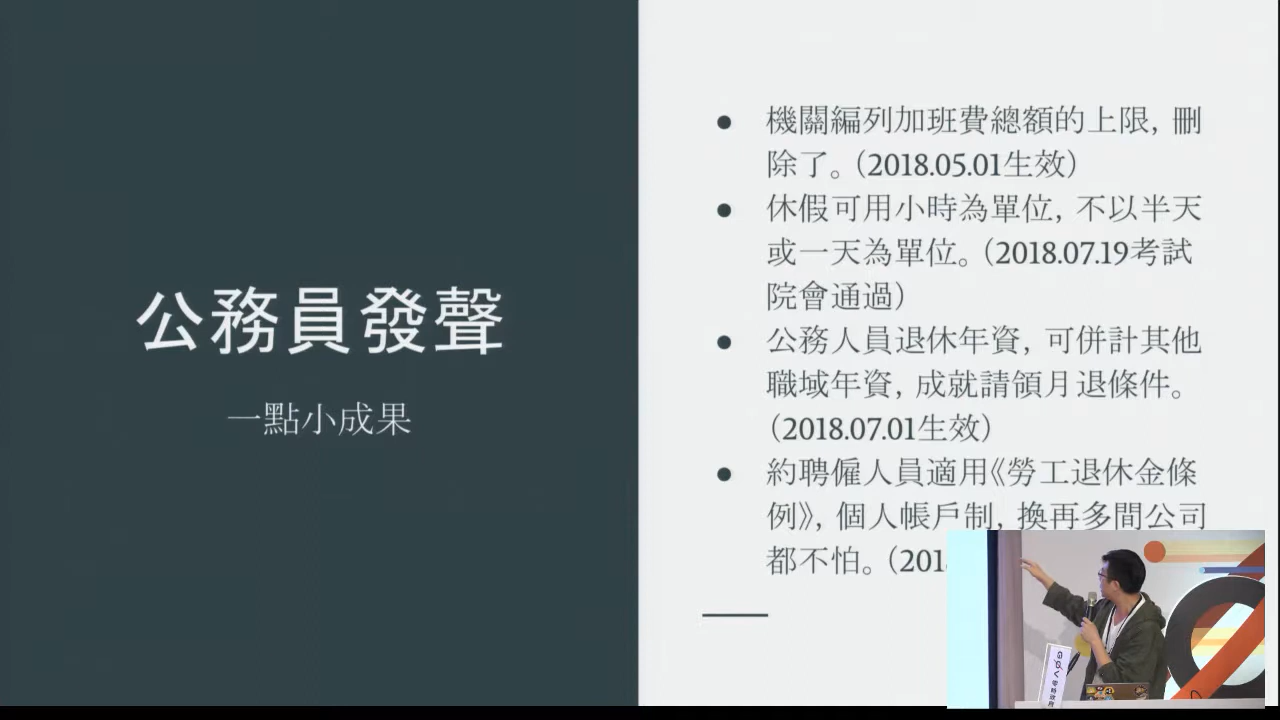 公務員發聲
一點小成果
機關編列加班費總額的上限，刪
除了。（2018.05.01生效）
休假可用小時為單位，不以半天
或一天為單位。（2018.07.19考試
院會通過）
公務人員退休年資，可併計其他
職域年資，成就請領月退條件。
（2018.07.01生效）
約聘僱人員適用《勞工退休金條
例》，個人帳戶制，換再多間公司
都不怕。（201
零時政府